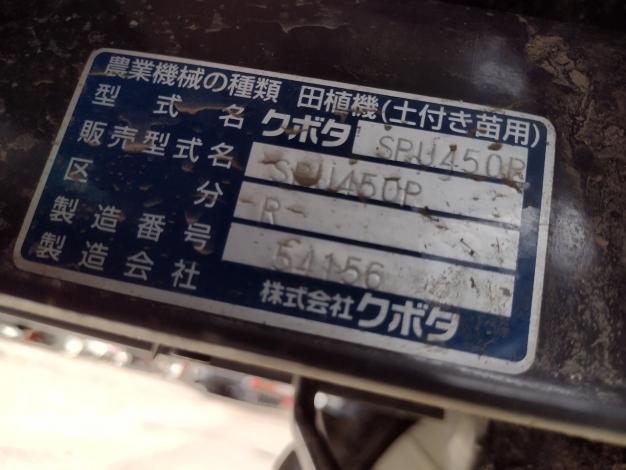 農業機械の種類 田植機(土付き苗用)
型式名 クボタ SPU450R
販売型式名 SPU450P
区分 R-
製造番号 54156
製造会社 株式会社クボタ